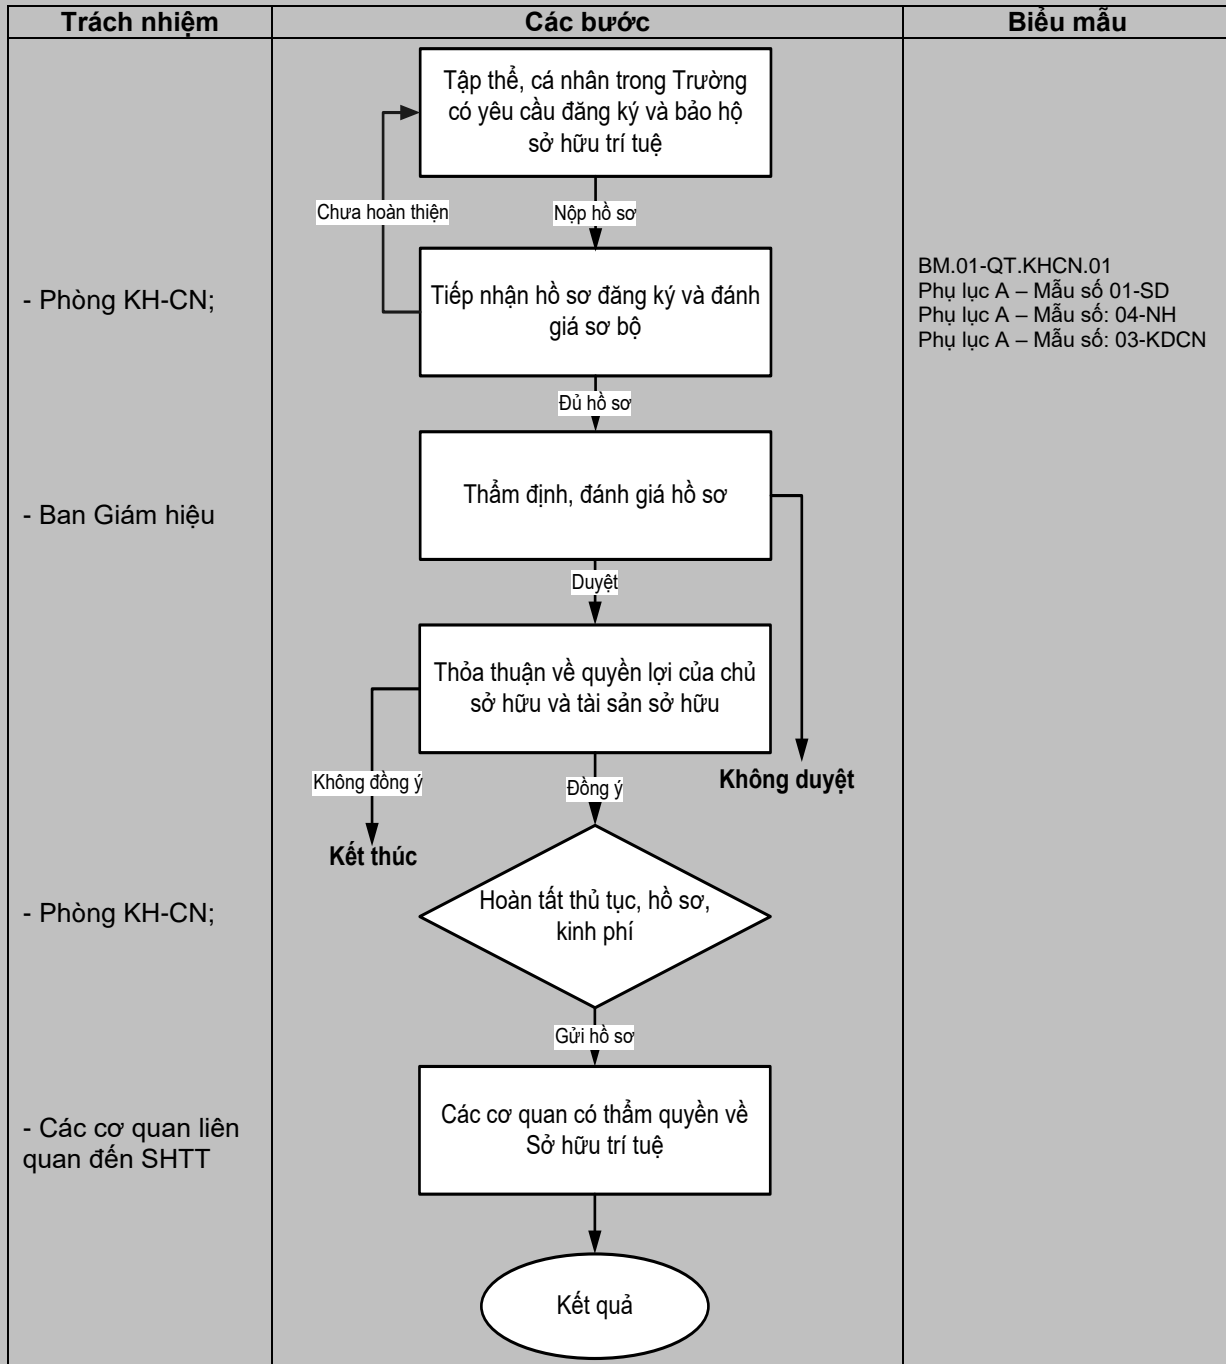 Trách nhiệm
Các bước
Biểu mẫu
Tập thể, cá nhân trong Trường
có yêu cầu đăng ký và bảo hộ
sở hữu trí tuệ
Chưa hoàn thiện
Nộp hồ sơ
- Phòng KH-CN;
Tiếp nhận hồ sơ đăng ký và đánh
giá sơ bộ
BM.01-QT.KHCN.01
Phụ lục A – Mẫu số 01-SD
Phụ lục A – Mẫu số: 04-NH
Phụ lục A – Mẫu số: 03-KDCN
Đủ hồ sơ
- Ban Giám hiệu
Thẩm định, đánh giá hồ sơ
Duyệt
Thỏa thuận về quyền lợi của chủ
sở hữu và tài sản sở hữu
Không đồng ý
Đồng ý
Không duyệt
Kết thúc
- Phòng KH-CN;
Hoàn tất thủ tục, hồ sơ,
kinh phí
Gửi hồ sơ
- Các cơ quan liên
quan đến SHTT
Các cơ quan có thẩm quyền về
Sở hữu trí tuệ
Kết quả